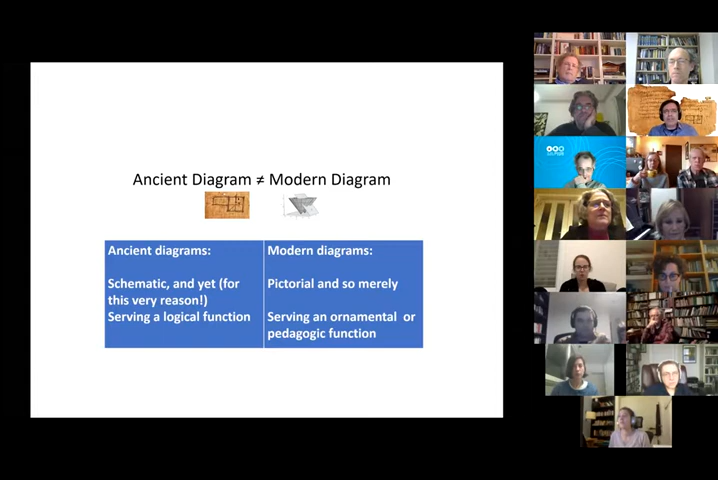 Ancient Diagram ≠ Modern Diagram
Ancient diagrams:
Schematic, and yet (for
this very reason!)
Serving a logical function
Modern diagrams:
Pictorial and so merely
Serving an ornamental or
pedagogic function